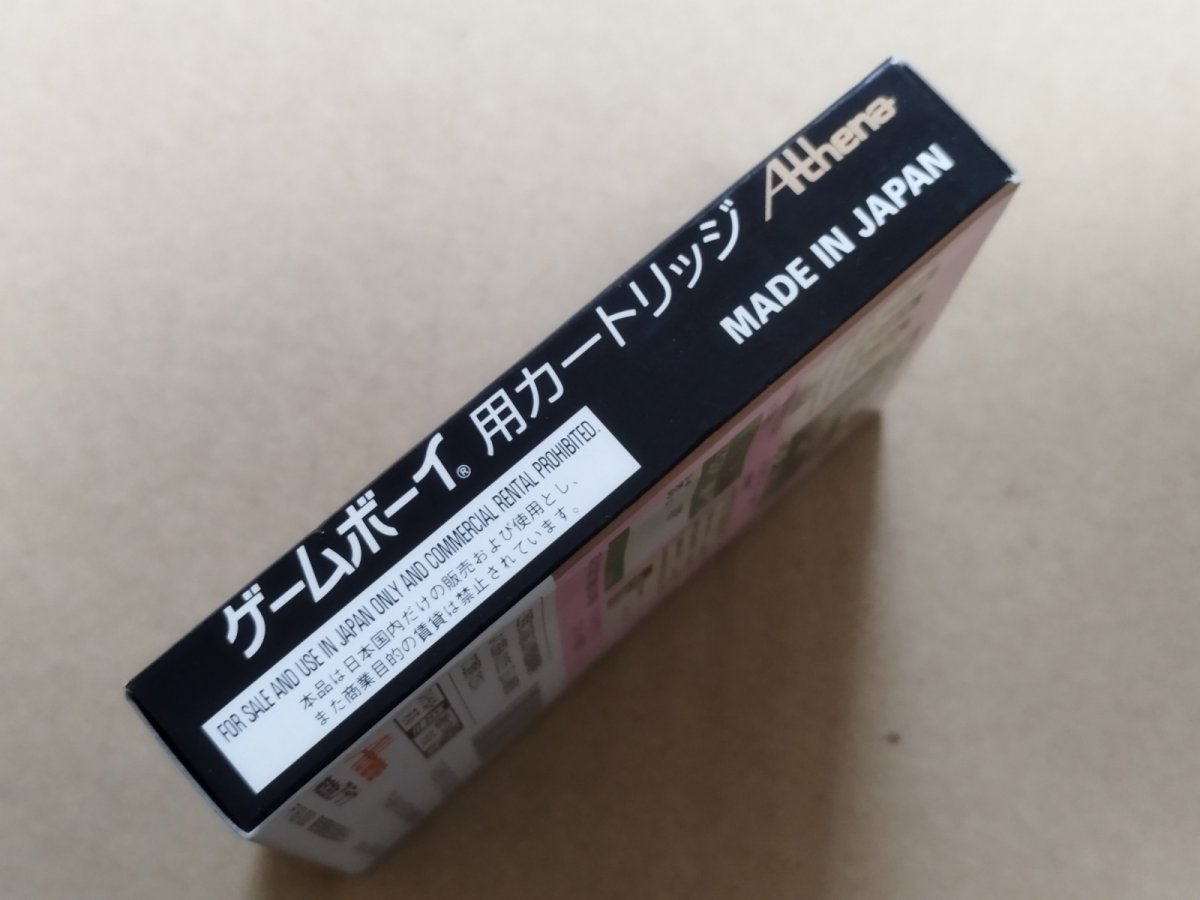 ゲームボーイ® 用カートリッジ Athena
MADE IN JAPAN
FOR SALE AND USE IN JAPAN ONLY AND COMMERCIAL RENTAL PROHIBITED.
本品は日本国内だけの販売および使用とし、
また商業目的の賃貸は禁止されています。